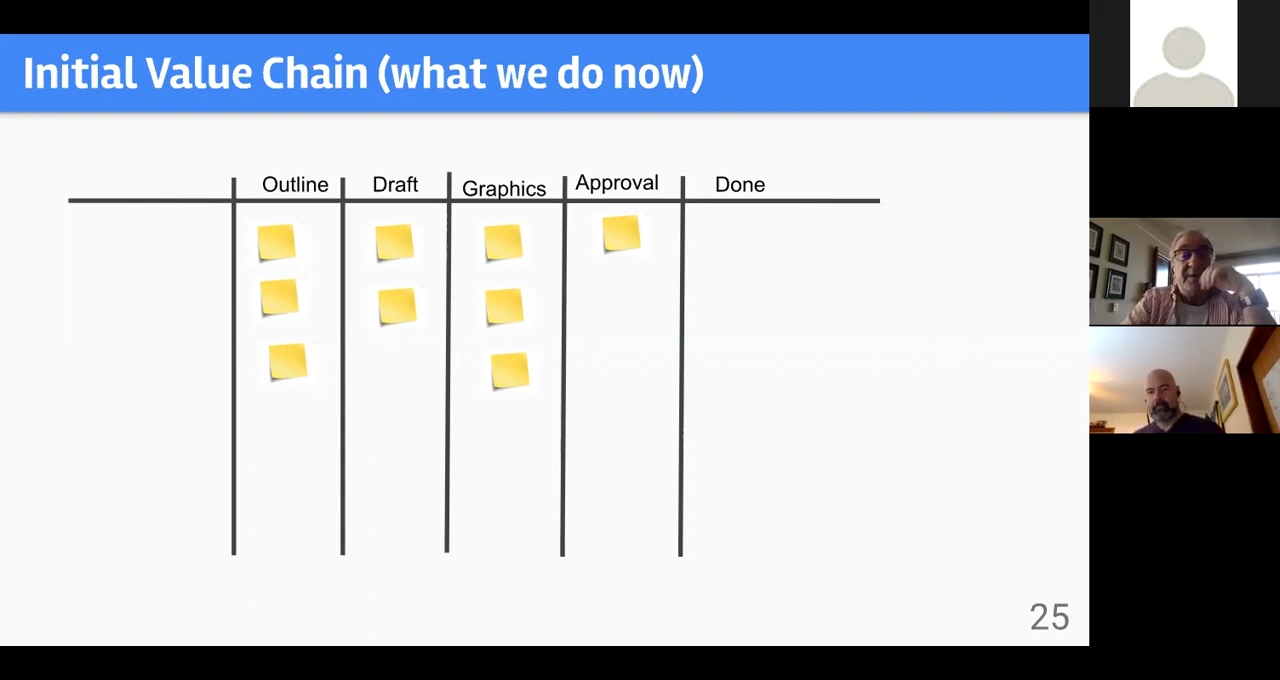 Initial Value Chain (what we do now)
Outline Draft Graphics Approval Done
25